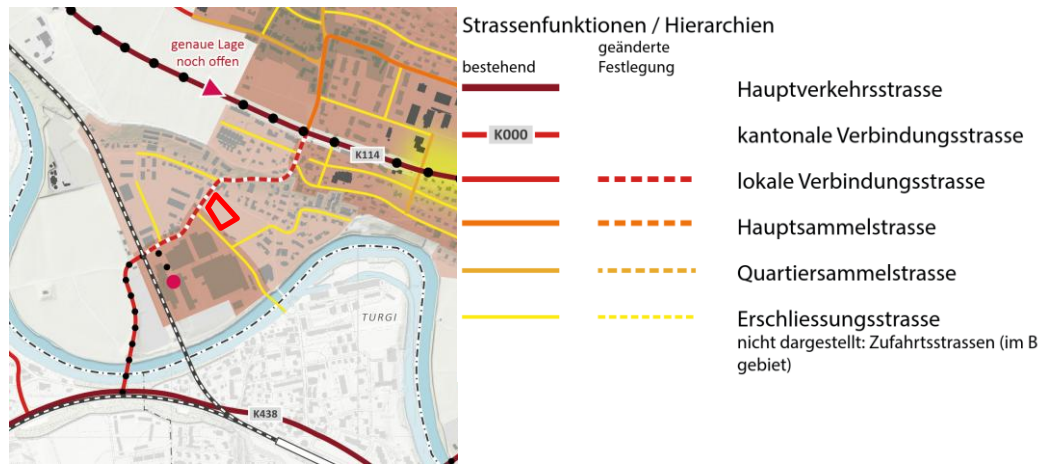 genaue Lage
noch offen
K114
TURGI
K438
Strassenfunktionen / Hierarchien
bestehend
geänderte
Festlegung
Hauptverkehrsstrasse
K000
kantonale Verbindungsstrasse
lokale Verbindungsstrasse
Hauptsammelstrasse
Quartiersammelstrasse
Erschliessungsstrasse
nicht dargestellt: Zufahrtsstrassen (im B
gebiet)